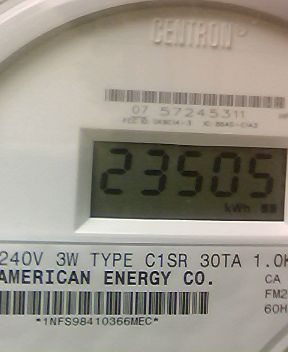 CENTRON®
07 57245311
23505
kWh
240V 3W TYPE C1SR 30TA 1.0K
AMERICAN ENERGY CO.
CA
FM2
60H
*1NFS98410366MEC*